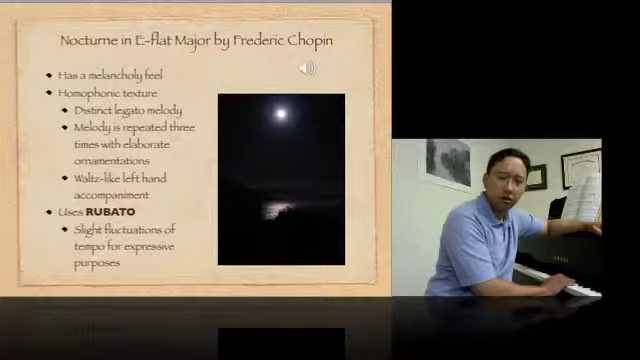 Nocturne in E-flat Major by Frederic Chopin
Has a melancholy feel
Homophonic texture
Distinct legato melody
Melody is repeated three
times with elaborate
ornamentations
Waltz-like left hand
accompaniment
Uses RUBATO
Slight fluctuations of
tempo for expressive
purposes